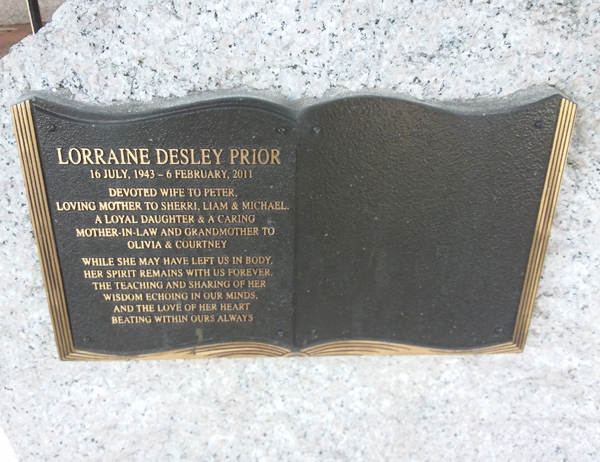 LORRAINE DESLEY PRIOR
16 JULY, 1943 – 6 FEBRUARY, 2011
DEVOTED WIFE TO PETER,
LOVING MOTHER TO SHERRI, LIAM & MICHAEL.
A LOYAL DAUGHTER & A CARING
MOTHER-IN-LAW AND GRANDMOTHER TO
OLIVIA & COURTNEY
WHILE SHE MAY HAVE LEFT US IN BODY,
HER SPIRIT REMAINS WITH US FOREVER.
THE TEACHING AND SHARING OF HER
WISDOM ECHOING IN OUR MINDS,
AND THE LOVE OF HER HEART
BEATING WITHIN OURS ALWAYS